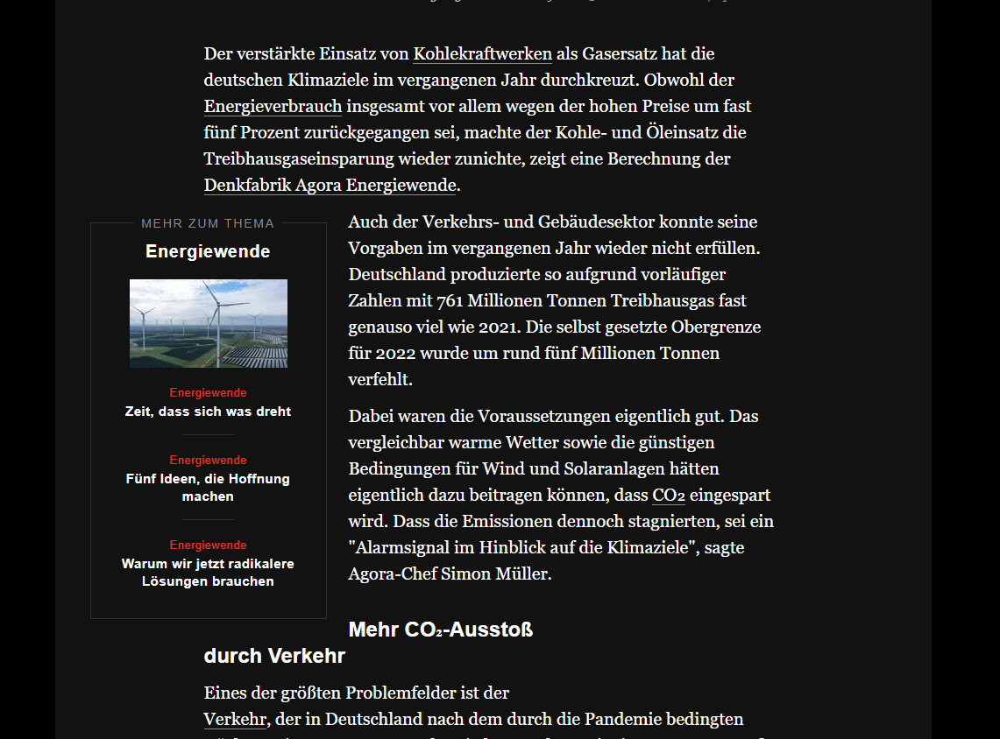 Der verstärkte Einsatz von Kohlekraftwerken als Gasersatz hat die
deutschen Klimaziele im vergangenen Jahr durchkreuzt. Obwohl der
Energieverbrauch insgesamt vor allem wegen der hohen Preise um fast
fünf Prozent zurückgegangen sei, machte der Kohle- und Öleinsatz die
Treibhausgaseinsparung wieder zunichte, zeigt eine Berechnung der
Denkfabrik Agora Energiewende.
MEHR ZUM THEMA
Energiewende
Energiewende
Zeit, dass sich was dreht
Energiewende
Fünf Ideen, die Hoffnung
machen
Energiewende
Warum wir jetzt radikalere
Lösungen brauchen
Auch der Verkehrs- und Gebäudesektor konnte seine
Vorgaben im vergangenen Jahr wieder nicht erfüllen.
Deutschland produzierte so aufgrund vorläufiger
Zahlen mit 761 Millionen Tonnen Treibhausgas fast
genauso viel wie 2021. Die selbst gesetzte Obergrenze
für 2022 wurde um rund fünf Millionen Tonnen
verfehlt.
Dabei waren die Voraussetzungen eigentlich gut. Das
vergleichbar warme Wetter sowie die günstigen
Bedingungen für Wind und Solaranlagen hätten
eigentlich dazu beitragen können, dass CO₂ eingespart
wird. Dass die Emissionen dennoch stagnierten, sei ein
"Alarmsignal im Hinblick auf die Klimaziele", sagte
Agora-Chef Simon Müller.
Mehr CO₂-Ausstoß
durch Verkehr
Eines der größten Problemfelder ist der
Verkehr, der in Deutschland nach dem durch die Pandemie bedingten